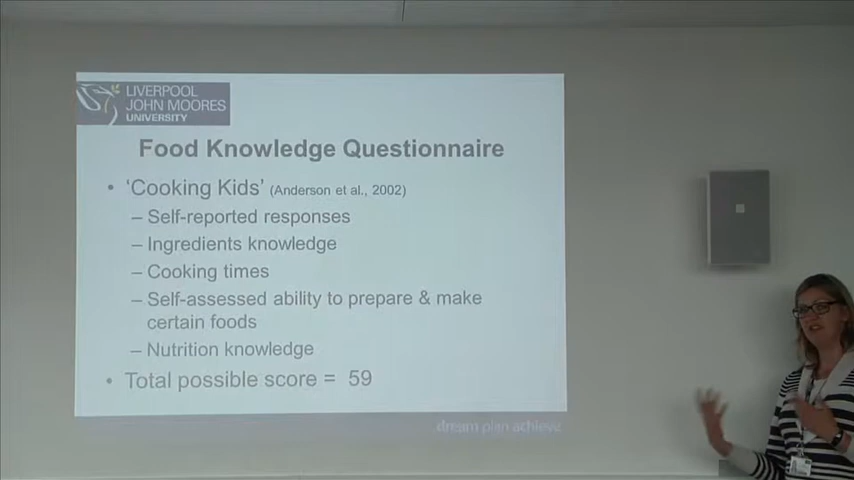 LIVERPOOL
JOHN MOORES
UNIVERSITY
Food Knowledge Questionnaire
• 'Cooking Kids' (Anderson et al., 2002)
– Self-reported responses
– Ingredients knowledge
– Cooking times
– Self-assessed ability to prepare & make
certain foods
– Nutrition knowledge
• Total possible score = 59
dream plan achieve